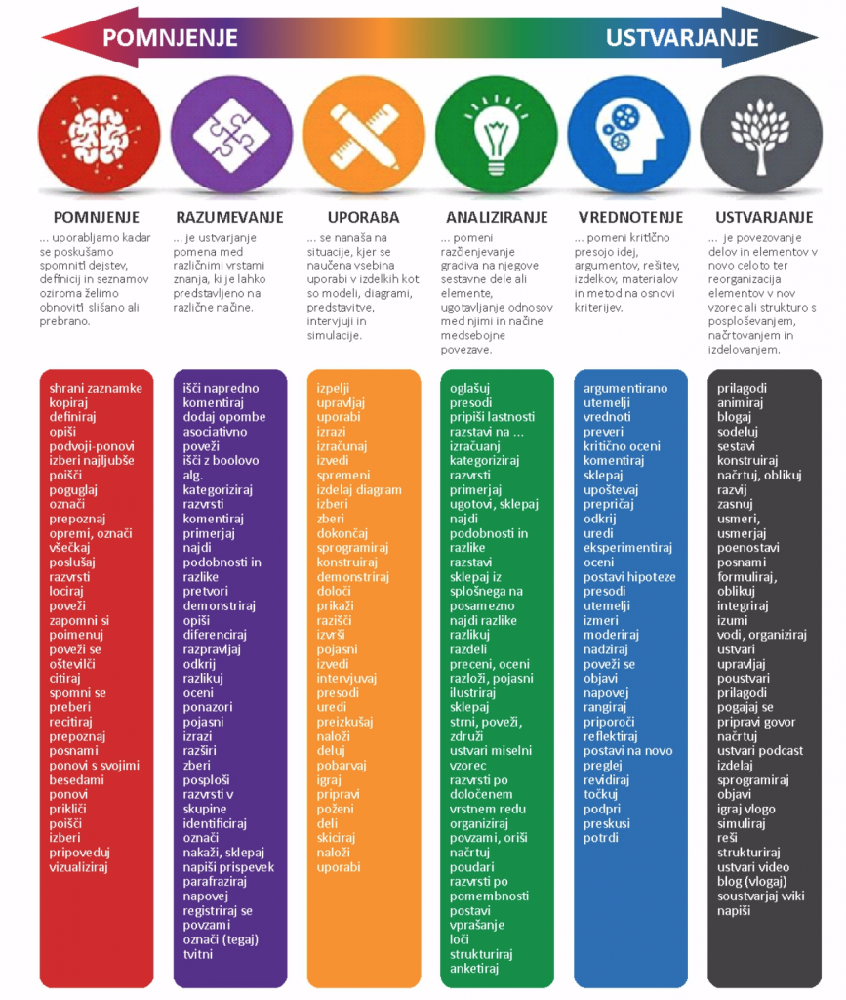 POMNJENJE
USTVARJANJE
POMNJENJE
... uporabljamo kadar
se poskušamo
spomniti dejstev,
definicij in seznamov
oziroma želimo
obnoviti slišano ali
prebrano.
RAZUMEVANJE
... je ustvarjanje
pomena med
različnimi vrstami
znanja, ki je lahko
predstavljeno na
različne načine.
UPORABA
... se nanaša na
situacije, kjer se
naučena vsebina
uporabi v izdelkih kot
so modeli, diagrami,
predstavitve,
intervjuji in
simulacije.
ANALIZIRANJE
... pomeni
razčlenjevanje
gradiva na njegove
sestavne dele ali
elemente,
ugotavljanje odnosov
med njimi in načine
medsebojne
povezave.
VREDNOTENJE
... pomeni kritično
presojo idej,
argumentov, rešitev,
izdelkov, materialov
in metod na osnovi
kriterijev.
USTVARJANJE
... je povezovanje
delov in elementov v
novo celoto ter
reorganizacija
elementov v nov
vzorec ali strukturo s
posploševanjem,
načrtovanjem in
izdelovanjem.
shrani zaznamke
kopiraj
definiraj
opiši
podvoji-ponovi
izberi najljubše
poišči
poguglaj
označi
prepoznaj
opremi, označi
všečkaj
poslušaj
razvrsti
lociraj
poveži
zapomni si
poimenuj
poveži se
oštevilči
citiraj
spomni se
preberi
recitiraj
prepoznaj
posnami
ponovi s svojimi
besedami
ponovi
prikliči
poišči
izberi
pripoveduj
vizualiziraj
išči napredno
komentiraj
dodaj opombe
asociativno
poveži
išči z boolovo
alg.
kategoriziraj
razvrsti
komentiraj
primerjaj
najdi
podobnosti in
razlike
pretvori
demonstriraj
opiši
diferenciraj
razpravljaj
odkrij
razlikuj
oceni
ponazori
pojasni
izrazi
razširi
zberi
posploši
razvrsti v
skupine
identificiraj
označi
nakaži, sklepaj
napiši prispevek
parafraziraj
napovej
registriraj se
povzami
označi (tegaj)
tvitni
izpelji
upravljaj
uporabi
izrazi
izračunaj
izvedi
spremeni
izdelaj diagram
izberi
zberi
dokončaj
sprogramiraj
konstruiraj
demonstriraj
določi
prikaži
razišči
izvrši
pojasni
izvedi
intervjuvaj
presodi
uredi
preizkušaj
naloži
deluj
pobarvaj
igraj
pripravi
poženi
deli
skiciraj
naloži
uporabi
oglašuj
presodi
pripiši lastnosti
razstavi na ...
izračuanj
kategoriziraj
razvrsti
primerjaj
ugotovi, sklepaj
najdi
podobnosti in
razlike
razstavi
sklepaj iz
splošnega na
posamezno
najdi razlike
razlikuj
razdeli
preceni, oceni
razloži, pojasni
ilustriraj
sklepaj
strni, poveži,
združi
ustvari miselni
vzorec
razvrsti po
določenem
vrstnem redu
organiziraj
povzami, oriši
načrtuj
poudari
razvrsti po
pomembnosti
postavi
vprašanje
loči
strukturiraj
anketiraj
argumentirano
utemelji
vrednoti
preveri
kritično oceni
komentiraj
sklepaj
upoštevaj
prepričaj
odkrij
uredi
eksperimentiraj
oceni
postavi hipoteze
presodi
utemelji
izmeri
moderiraj
nadziraj
poveži se
objavi
napovej
rangiraj
priporoči
reflektiraj
postavi na novo
preglej
revidiraj
točkuj
podpri
preskusi
potrdi
prilagodi
animiraj
blogaj
sodeluj
sestavi
konstruiraj
načrtuj, oblikuj
razvij
zasnuj
usmeri,
usmerjaj
poenostavi
posnami
formuliraj,
oblikuj
integriraj
izumi
vodi, organiziraj
ustvari
upravljaj
poustvari
prilagodi
pogajaj se
pripravi govor
načrtuj
ustvari podcast
izdelaj
sprogramiraj
objavi
igraj vlogo
simuliraj
reši
strukturiraj
ustvari video
blog (vlogaj)
soustvarjaj wiki
napiši